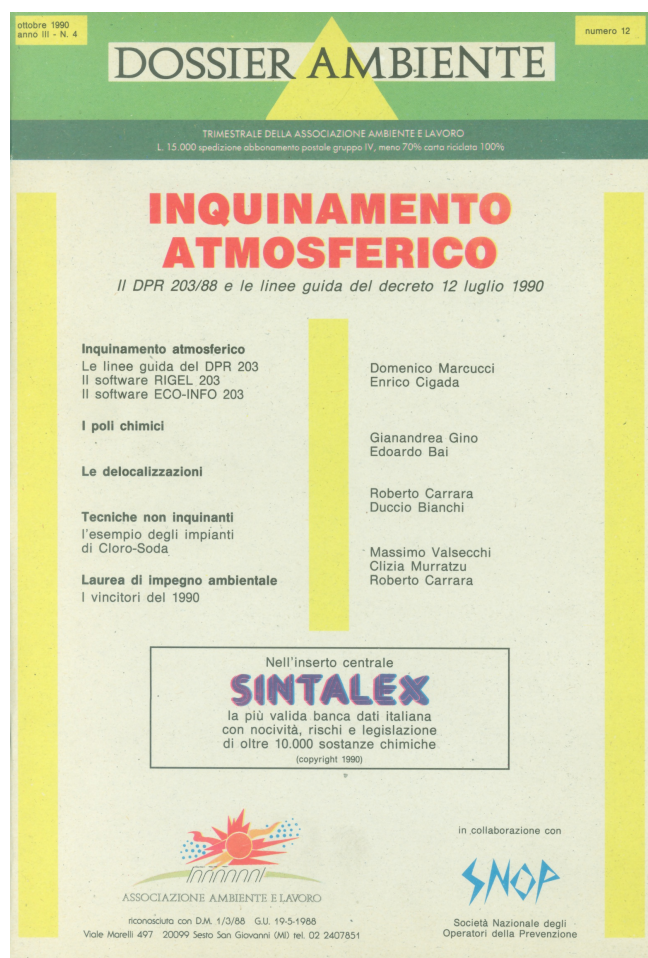 ottobre 1990
anno III - N. 4
numero 12
DOSSIER AMBIENTE
TRIMESTRALE DELLA ASSOCIAZIONE AMBIENTE E LAVORO
L. 15.000 spedizione abbonamento postale gruppo IV, meno 70% carta riciclata 100%
INQUINAMENTO
ATMOSFERICO
Il DPR 203/88 e le linee guida del decreto 12 luglio 1990
Inquinamento atmosferico
Le linee guida del DPR 203
Il software RIGEL 203
Il software ECO-INFO 203
I poli chimici
Le delocalizzazioni
Tecniche non inquinanti
l'esempio degli impianti
di Cloro-Soda
Laurea di impegno ambientale
I vincitori del 1990
Domenico Marcucci
Enrico Cigada
Gianandrea Gino
Edoardo Bai
Roberto Carrara
Duccio Bianchi
Massimo Valsecchi
Clizia Murratzu
Roberto Carrara
Nell'inserto centrale
SINTALEX
la più valida banca dati italiana
con nocività, rischi e legislazione
di oltre 10.000 sostanze chimiche
(copyright 1990)
ASSOCIAZIONE AMBIENTE E LAVORO
riconosciuta con D.M. 1/3/88 G.U. 19-5-1988
Viale Marelli 497 20099 Sesto San Giovanni (MI) tel. 02 2407851
in collaborazione con
SNOP
Società Nazionale degli
Operatori della Prevenzione